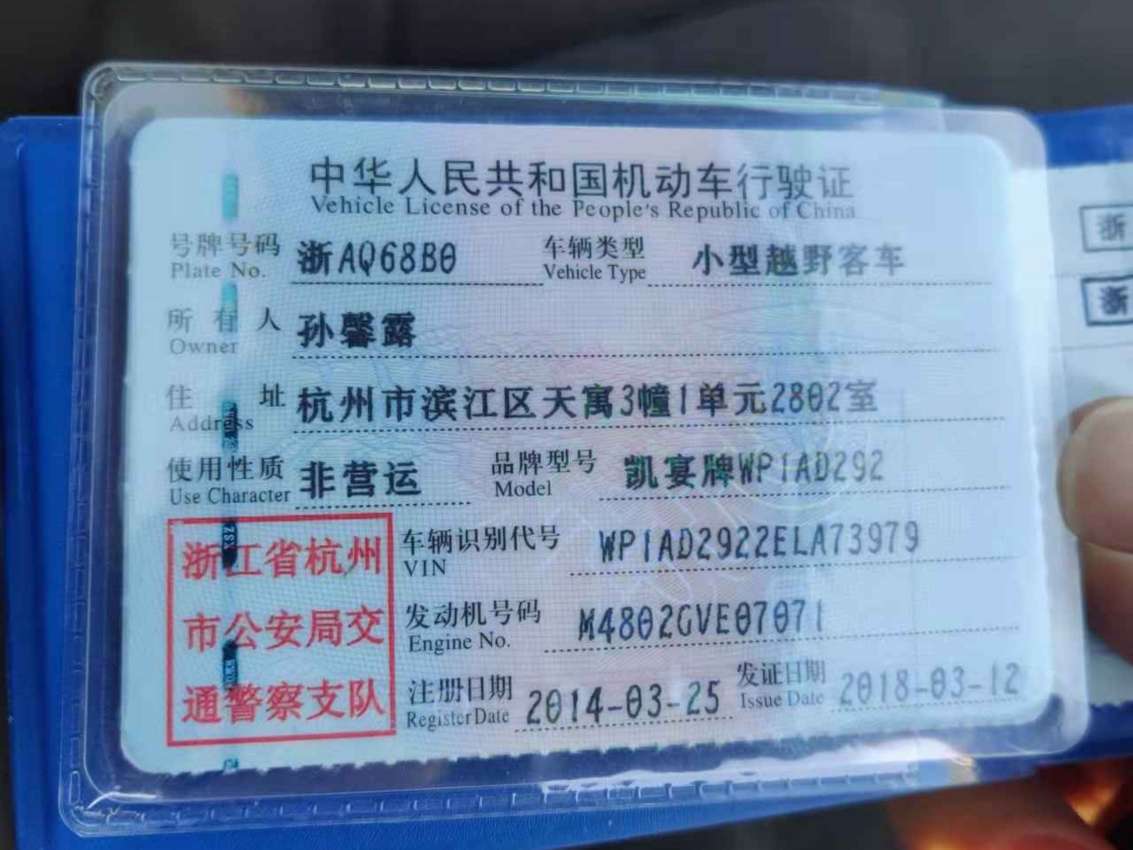 中华人民共和国机动车行驶证
Vehicle License of the People's Republic of China
号牌号码 浙AQ68B0 车辆类型 小型越野客车
Plate No. Vehicle Type
所有人 孙馨露
Owner
住址 杭州市滨江区天寓3幢1单元2802室
Address
使用性质 非营运 品牌型号 凯宴牌WP1AD292
Use Character Model
浙江省杭州
市公安局交
通警察支队
车辆识别代号 WP1AD2922ELA73979
VIN
发动机号码 M4802GVE07071
Engine No.
注册日期 2014-03-25 发证日期 2018-03-12
Register Date Issue Date
浙
浙